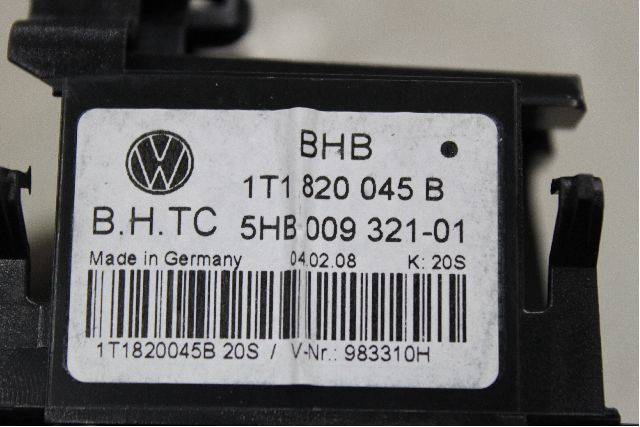 BHB
1T1 820 045 B
B.H.TC 5HB 009 321-01
Made in Germany 04.02.08 K: 20S
1T1820045B 20S / V-Nr.: 983310H